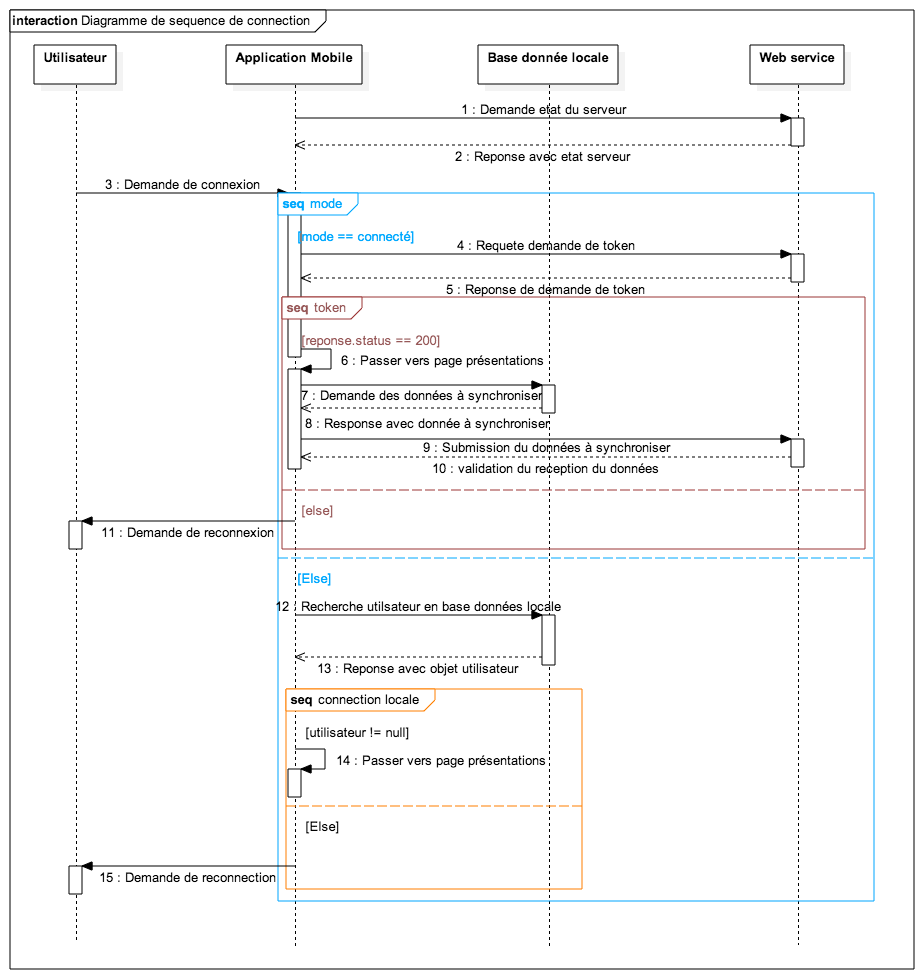 interaction Diagramme de sequence de connection
Utilisateur
Application Mobile
Base donnée locale
Web service
1 : Demande etat du serveur
2 : Reponse avec etat serveur
3 : Demande de connexion
seq mode
[mode == connecté]
4 : Requete demande de token
5 : Reponse de demande de token
seq token
[reponse.status == 200]
6 : Passer vers page présentations
7 : Demande des données à synchroniser
8 : Response avec donnée à synchroniser
9 : Submission du données à synchroniser
10 : validation du reception du données
[else]
11 : Demande de reconnexion
[Else]
12 : Recherche utilsateur en base données locale
13 : Reponse avec objet utilisateur
seq connection locale
[utilisateur != null]
14 : Passer vers page présentations
[Else]
15 : Demande de reconnection